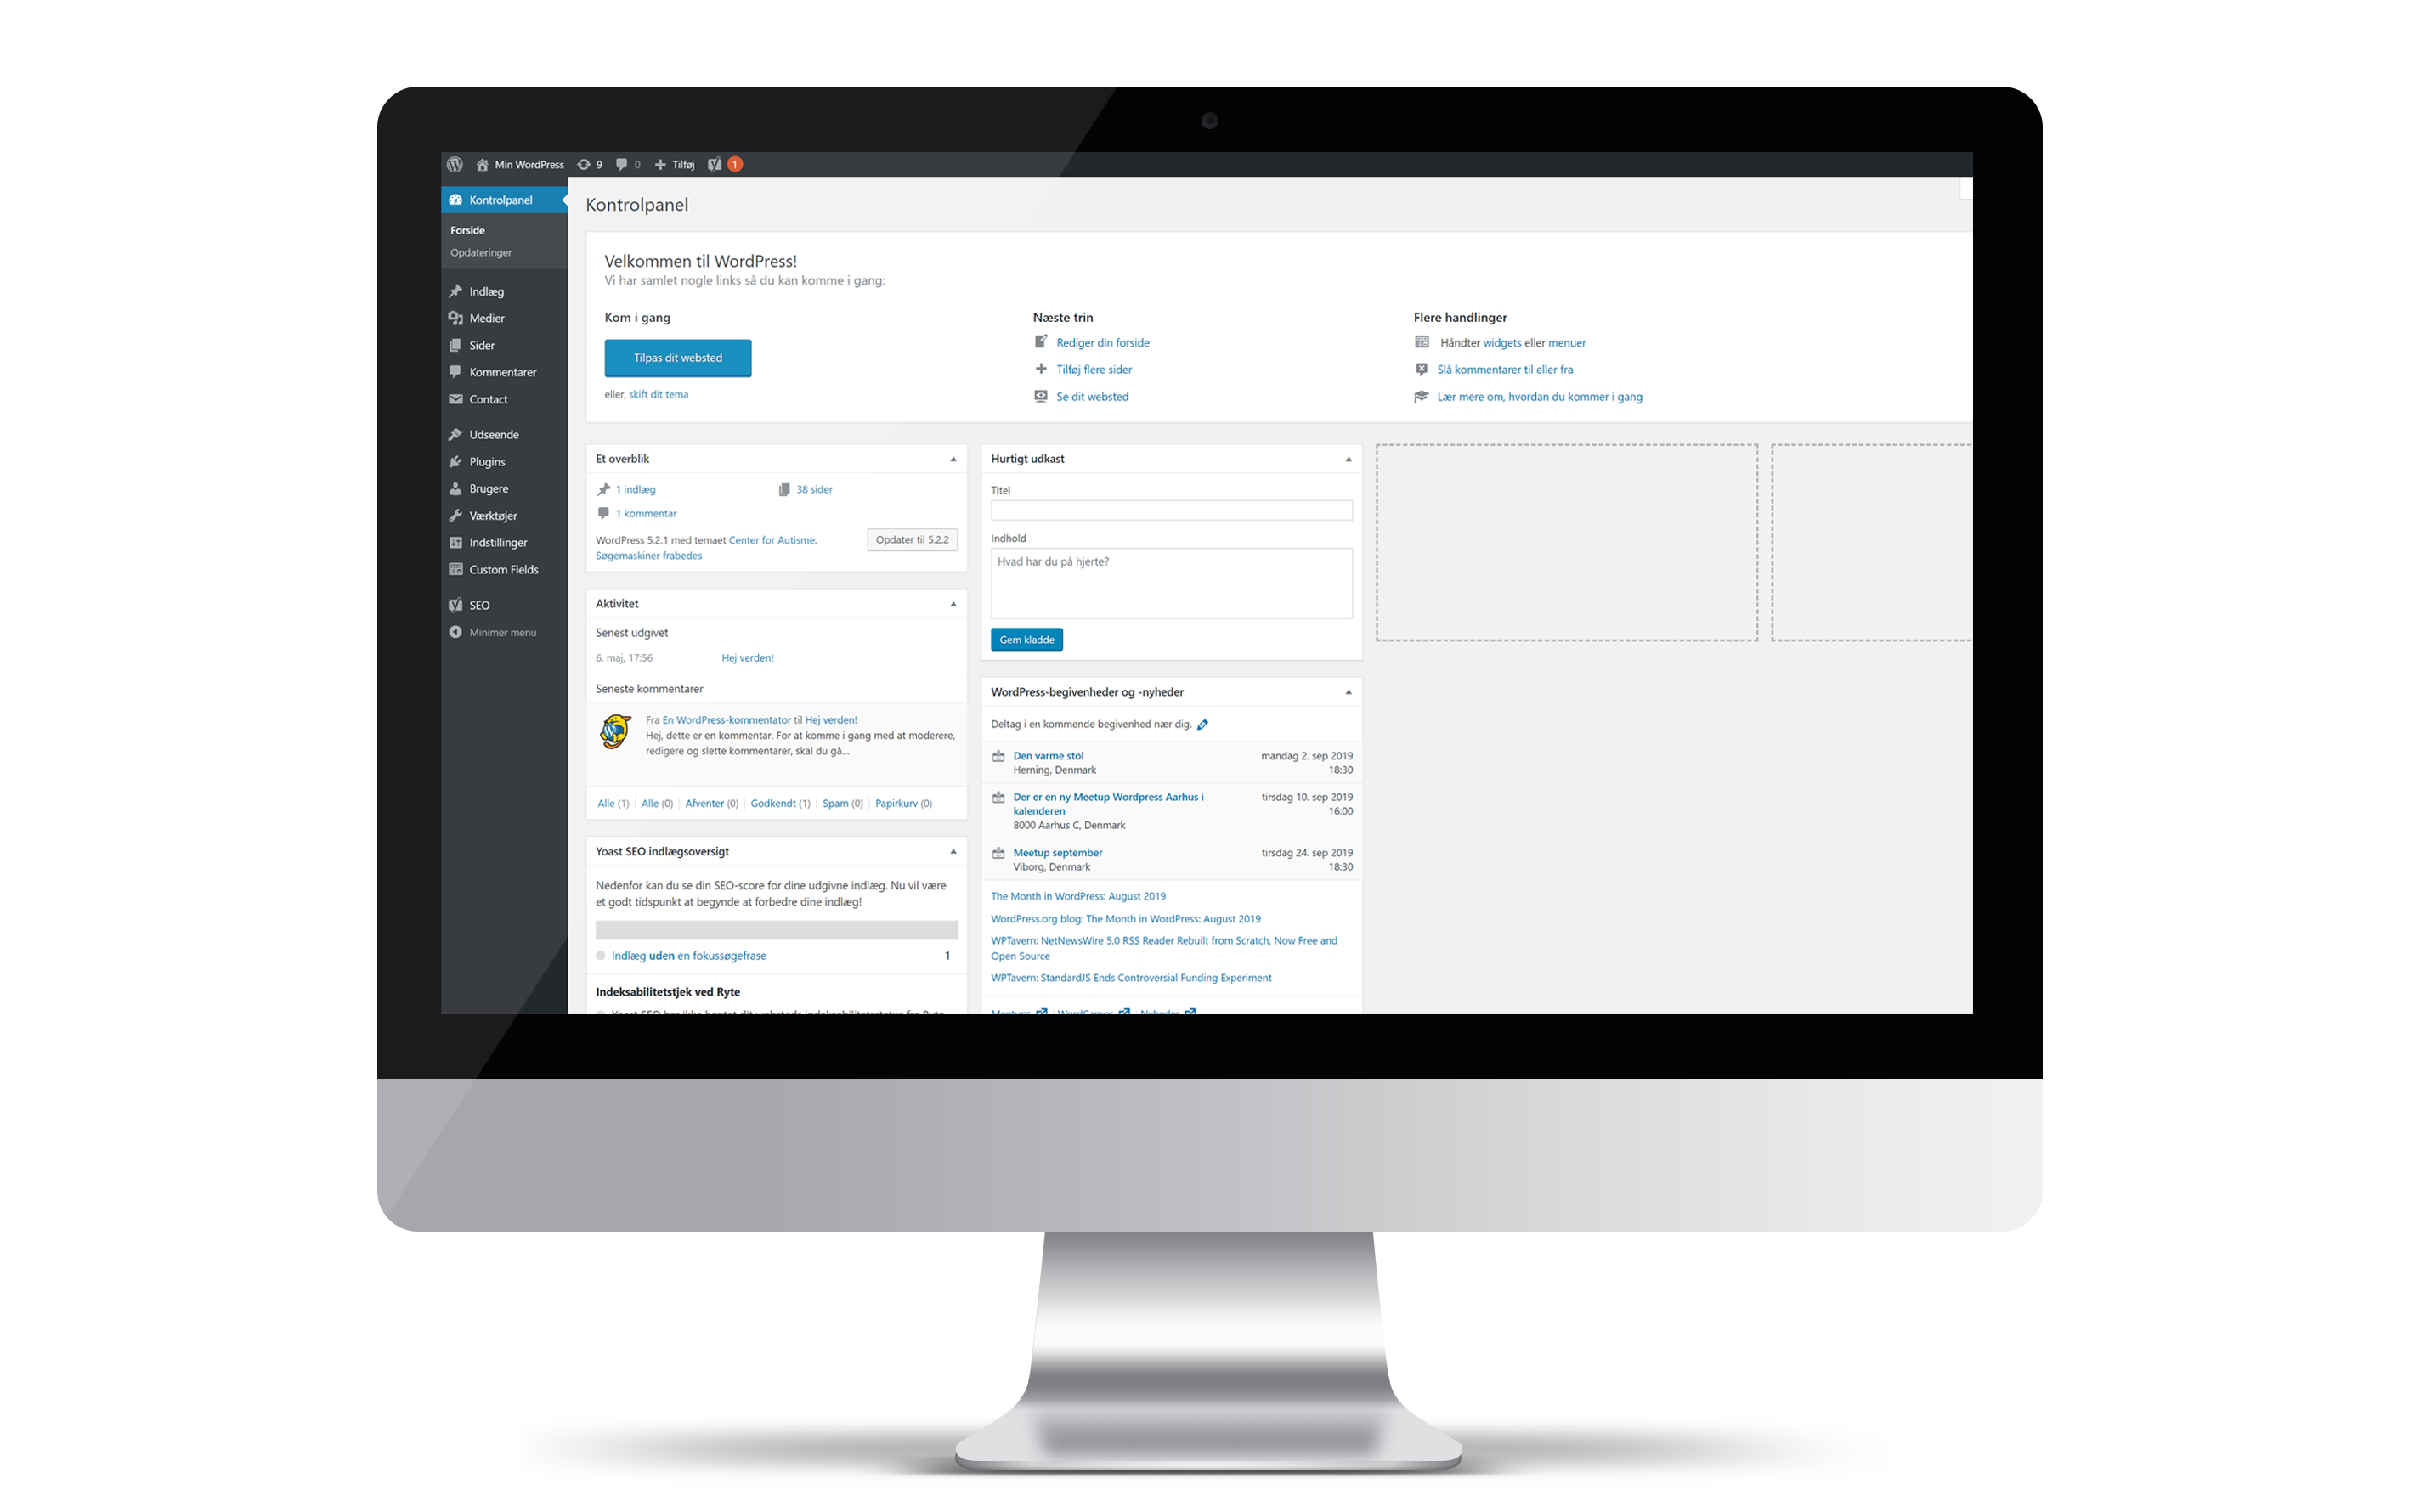 Min WordPress 9 0 Tilføj 1
Kontrolpanel
Forside
Opdateringer
Indlæg
Medier
Sider
Kommentarer
Contact
Udseende
Plugins
Brugere
Værktøjer
Indstillinger
Custom Fields
SEO
Minimer menu
Kontrolpanel
Velkommen til WordPress!
Vi har samlet nogle links så du kan komme i gang:
Kom i gang
Tilpas dit websted
eller, skift dit tema
Næste trin
Rediger din forside
Tilføj flere sider
Se dit websted
Flere handlinger
Håndter widgets eller menuer
Slå kommentarer til eller fra
Lær mere om, hvordan du kommer i gang
Et overblik
1 indlæg
38 sider
1 kommentar
WordPress 5.2.1 med temaet Center for Autisme.
Opdater til 5.2.2
Søgemaskiner frabedes
Aktivitet
Senest udgivet
6. maj, 17:56 Hej verden!
Seneste kommentarer
Fra En WordPress-kommentator til Hej verden!
Hej, dette er en kommentar. For at komme i gang med at moderere,
redigere og slette kommentarer, skal du gå...
Alle (1) | Alle (0) | Afventer (0) | Godkendt (1) | Spam (0) | Papirkurv (0)
Yoast SEO indlægsoversigt
Nedenfor kan du se din SEO-score for dine udgivne indlæg. Nu vil være
et godt tidspunkt at begynde at forbedre dine indlæg!
Indlæg uden en fokussøgefrase 1
Indeksabilitetstjek ved Ryte
Yoast SEO har ikke hentet dit websteds indeksabilitetsstatus fra Ryte
Hurtigt udkast
Titel
Indhold
Hvad har du på hjerte?
Gem kladde
WordPress-begivenheder og -nyheder
Deltag i en kommende begivenhed nær dig.
Den varme stol mandag 2. sep 2019
Herning, Denmark 18:30
Der er en ny Meetup Wordpress Aarhus i tirsdag 10. sep 2019
kalenderen 16:00
8000 Aarhus C, Denmark
Meetup september tirsdag 24. sep 2019
Viborg, Denmark 18:30
The Month in WordPress: August 2019
WordPress.org blog: The Month in WordPress: August 2019
WPTavern: NetNewsWire 5.0 RSS Reader Rebuilt from Scratch, Now Free and
Open Source
WPTavern: StandardJS Ends Controversial Funding Experiment
Meetups | WordCamps | Nyheder